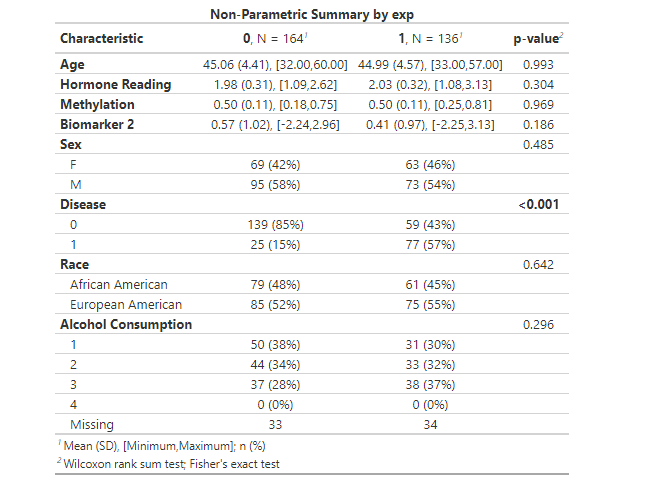 Non-Parametric Summary by exp
Characteristic 0, N = 164¹ 1, N = 136¹ p-value²
Age 45.06 (4.41), [32.00,60.00] 44.99 (4.57), [33.00,57.00] 0.993
Hormone Reading 1.98 (0.31), [1.09,2.62] 2.03 (0.32), [1.08,3.13] 0.304
Methylation 0.50 (0.11), [0.18,0.75] 0.50 (0.11), [0.25,0.81] 0.969
Biomarker 2 0.57 (1.02), [-2.24,2.96] 0.41 (0.97), [-2.25,3.13] 0.186
Sex 0.485
F 69 (42%) 63 (46%)
M 95 (58%) 73 (54%)
Disease <0.001
0 139 (85%) 59 (43%)
1 25 (15%) 77 (57%)
Race 0.642
African American 79 (48%) 61 (45%)
European American 85 (52%) 75 (55%)
Alcohol Consumption 0.296
1 50 (38%) 31 (30%)
2 44 (34%) 33 (32%)
3 37 (28%) 38 (37%)
4 0 (0%) 0 (0%)
Missing 33 34
¹ Mean (SD), [Minimum,Maximum]; n (%)
² Wilcoxon rank sum test; Fisher's exact test